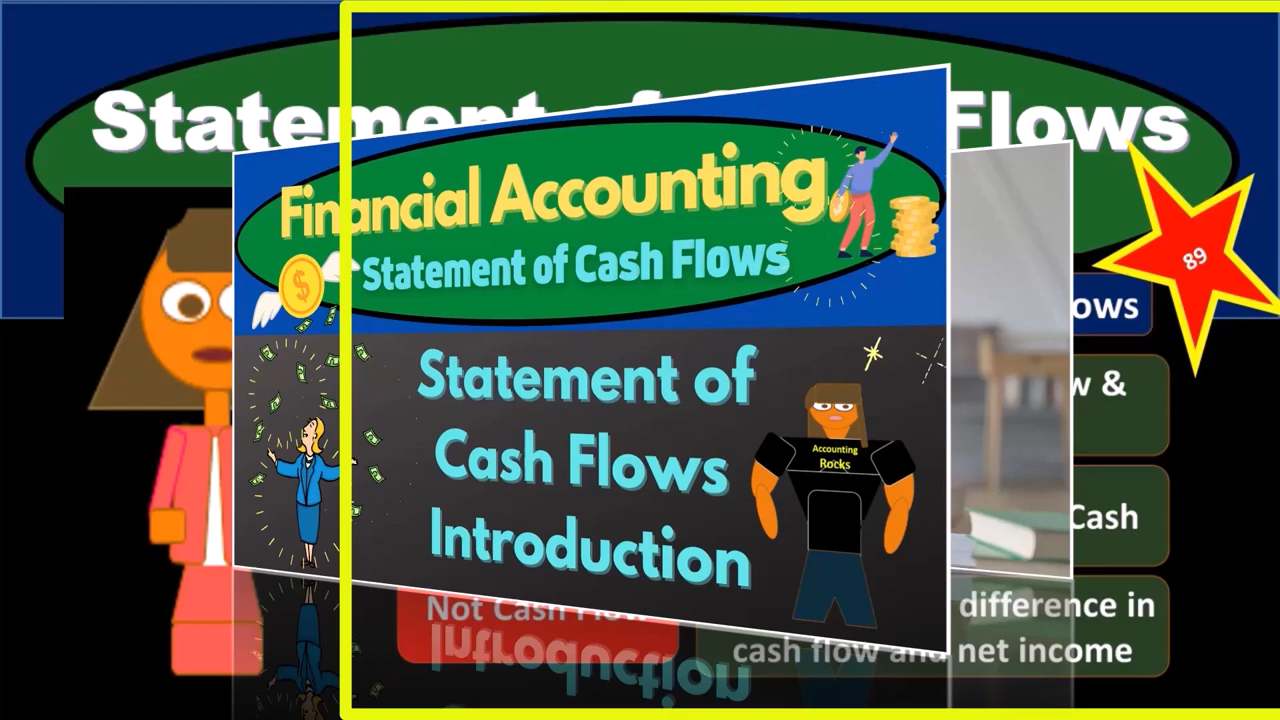 Statement of Flows
Financial Accounting
Statement of Cash Flows
$
89
ows
Statement of
Cash Flows
Introduction
Accounting
Rocks
w &
Cash
Not Cash Flow
difference in
cash flow and net income